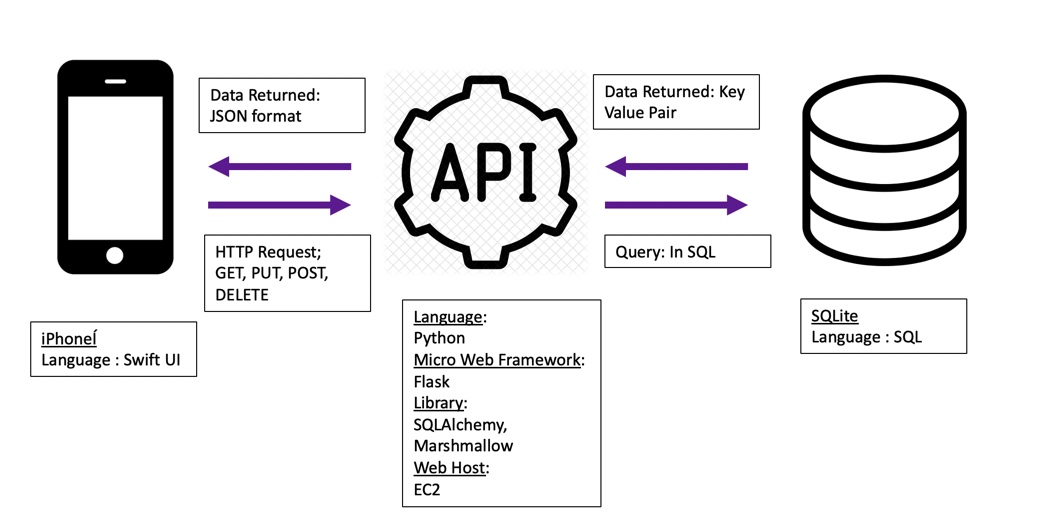 Data Returned:
JSON format
HTTP Request;
GET, PUT, POST,
DELETE
iPhoneÍ
Language : Swift UI
API
Language:
Python
Micro Web Framework:
Flask
Library:
SQLAlchemy,
Marshmallow
Web Host:
EC2
Data Returned: Key
Value Pair
Query: In SQL
SQLite
Language : SQL